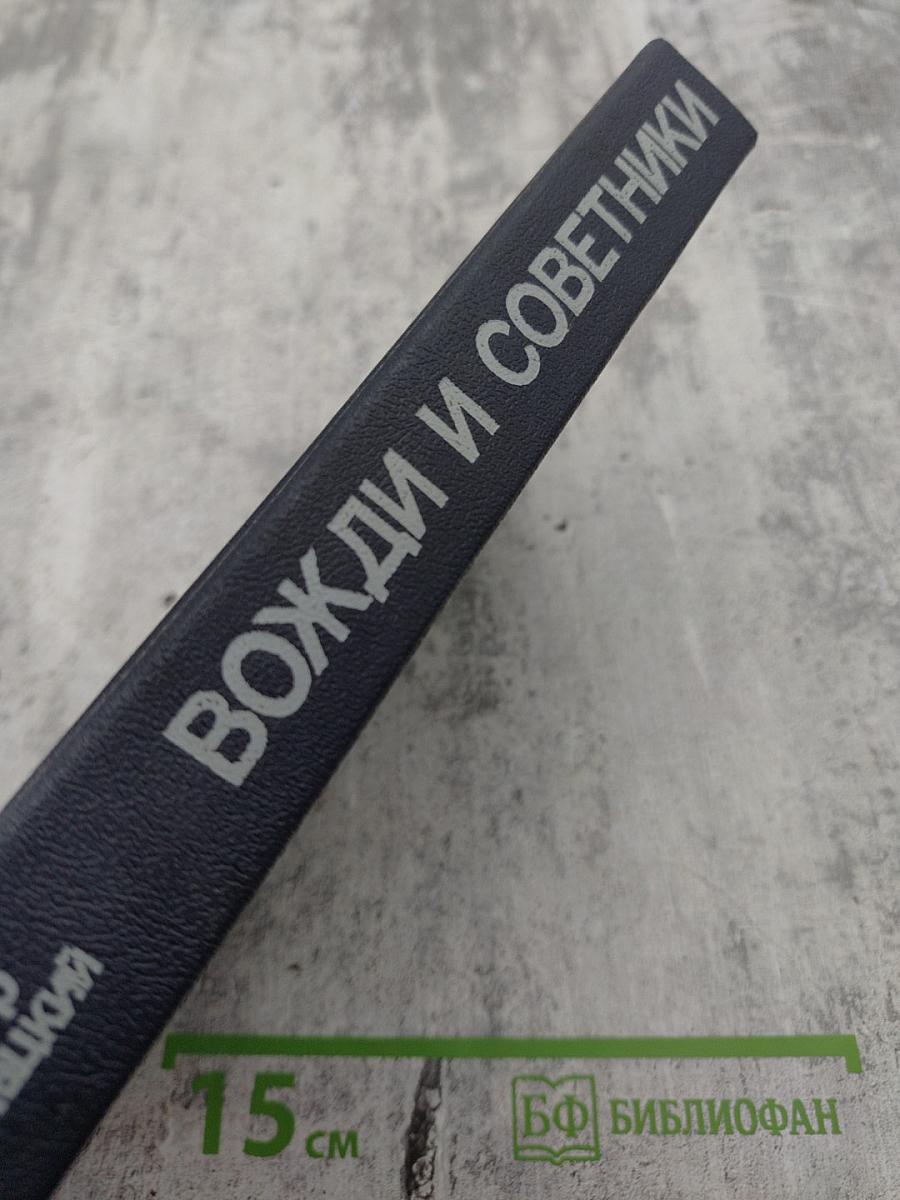 ВОЖДИ И СОВЕТНИКИ
15 см
БФ БИБЛИОФАН